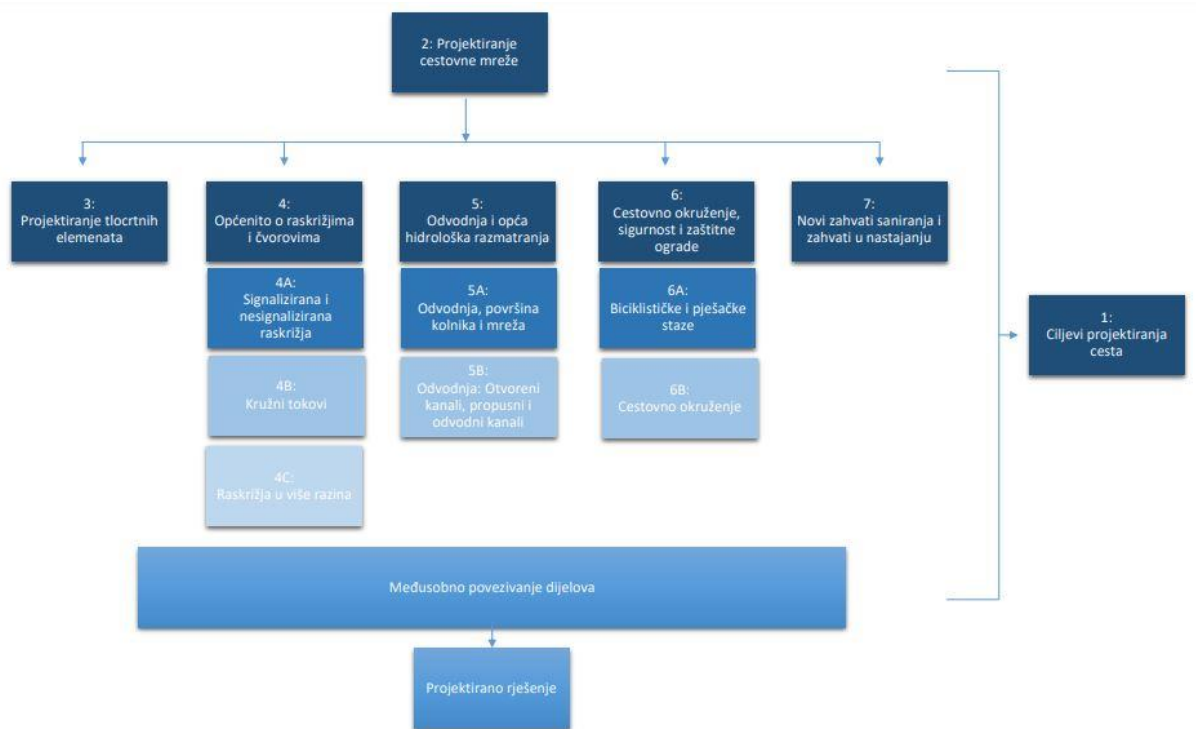 2: Projektiranje
cestovne mreže
3:
Projektiranje tlocrtnih
elemenata
4:
Općenito o raskrižjima
i čvorovima
5:
Odvodnja i opća
hidrološka razmatranja
6:
Cestovno okruženje,
sigurnost i zaštitne
ograde
7:
Novi zahvati saniranja i
zahvati u nastajanju
4A:
Signalizirana i
nesignalizirana
raskrižja
5A:
Odvodnja, površina
kolnika i mreža
6A:
Biciklističke i pješačke
staze
1:
Ciljevi projektiranja
cesta
4B:
Kružni tokovi
5B:
Odvodnja: Otvoreni
kanali, propusni i
odvodni kanali
6B:
Cestovno okruženje
4C:
Raskrižja u više razina
Međusobno povezivanje dijelova
Projektirano rješenje